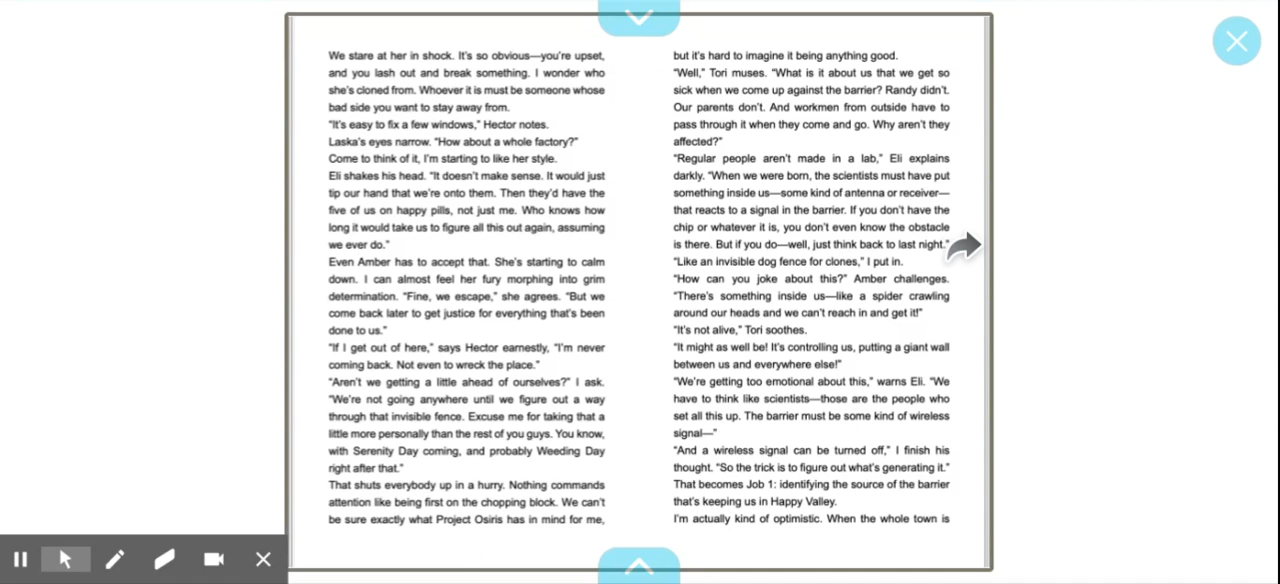 We stare at her in shock. It's so obvious—you're upset,
and you lash out and break something. I wonder who
she's cloned from. Whoever it is must be someone whose
bad side you want to stay away from.
“It's easy to fix a few windows,” Hector notes.
Laska's eyes narrow. “How about a whole factory?”
Come to think of it, I'm starting to like her style.
Eli shakes his head. “It doesn't make sense. It would just
tip our hand that we're onto them. Then they'd have the
five of us on happy pills, not just me. Who knows how
long it would take us to figure all this out again, assuming
we ever do.”
Even Amber has to accept that. She's starting to calm
down. I can almost feel her fury morphing into grim
determination. “Fine, we escape,” she agrees. “But we
come back later to get justice for everything that's been
done to us.”
“If I get out of here,” says Hector earnestly, “I'm never
coming back. Not even to wreck the place.”
“Aren't we getting a little ahead of ourselves?” I ask.
“We're not going anywhere until we figure out a way
through that invisible fence. Excuse me for taking that a
little more personally than the rest of you guys. You know,
with Serenity Day coming, and probably Weeding Day
right after that.”
That shuts everybody up in a hurry. Nothing commands
attention like being first on the chopping block. We can't
be sure exactly what Project Osiris has in mind for me,
but it's hard to imagine it being anything good.
“Well,” Tori muses. “What is it about us that we get so
sick when we come up against the barrier? Randy didn't.
Our parents don't. And workmen from outside have to
pass through it when they come and go. Why aren't they
affected?”
“Regular people aren't made in a lab,” Eli explains
darkly. “When we were born, the scientists must have put
something inside us—some kind of antenna or receiver—
that reacts to a signal in the barrier. If you don't have the
chip or whatever it is, you don't even know the obstacle
is there. But if you do—well, just think back to last night.”
“Like an invisible dog fence for clones,” I put in.
“How can you joke about this?” Amber challenges.
“There's something inside us—like a spider crawling
around our heads and we can't reach in and get it!”
“It's not alive,” Tori soothes.
“It might as well be! It's controlling us, putting a giant wall
between us and everywhere else!”
“We're getting too emotional about this,” warns Eli. “We
have to think like scientists—those are the people who
set all this up. The barrier must be some kind of wireless
signal—”
“And a wireless signal can be turned off,” I finish his
thought. “So the trick is to figure out what's generating it.”
That becomes Job 1: identifying the source of the barrier
that's keeping us in Happy Valley.
I'm actually kind of optimistic. When the whole town is